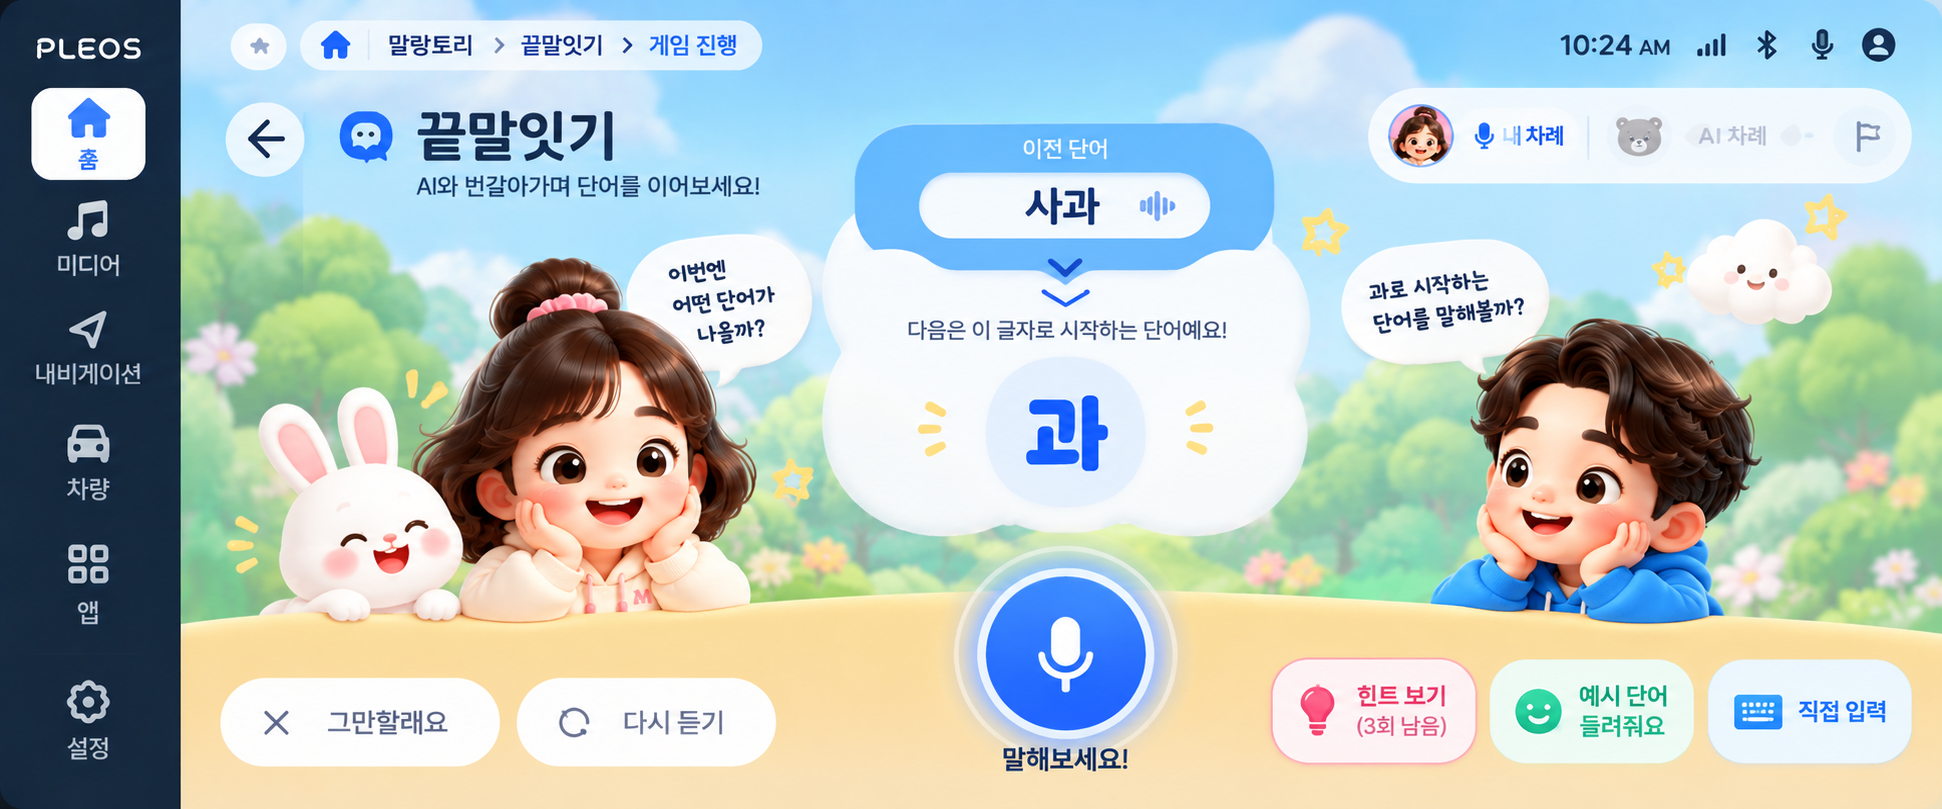 PLEOS
홈
미디어
내비게이션
차량
앱
설정
말랑토리 > 끝말잇기 > 게임 진행
10:24 AM
끝말잇기
AI와 번갈아가며 단어를 이어보세요!
내 차례
AI 차례
이전 단어
사과
다음은 이 글자로 시작하는 단어예요!
과
이번엔
어떤 단어가
나올까?
과로 시작하는
단어를 말해볼까?
M
그만할래요
다시 듣기
말해보세요!
힌트 보기
(3회 남음)
예시 단어
들려줘요
직접 입력